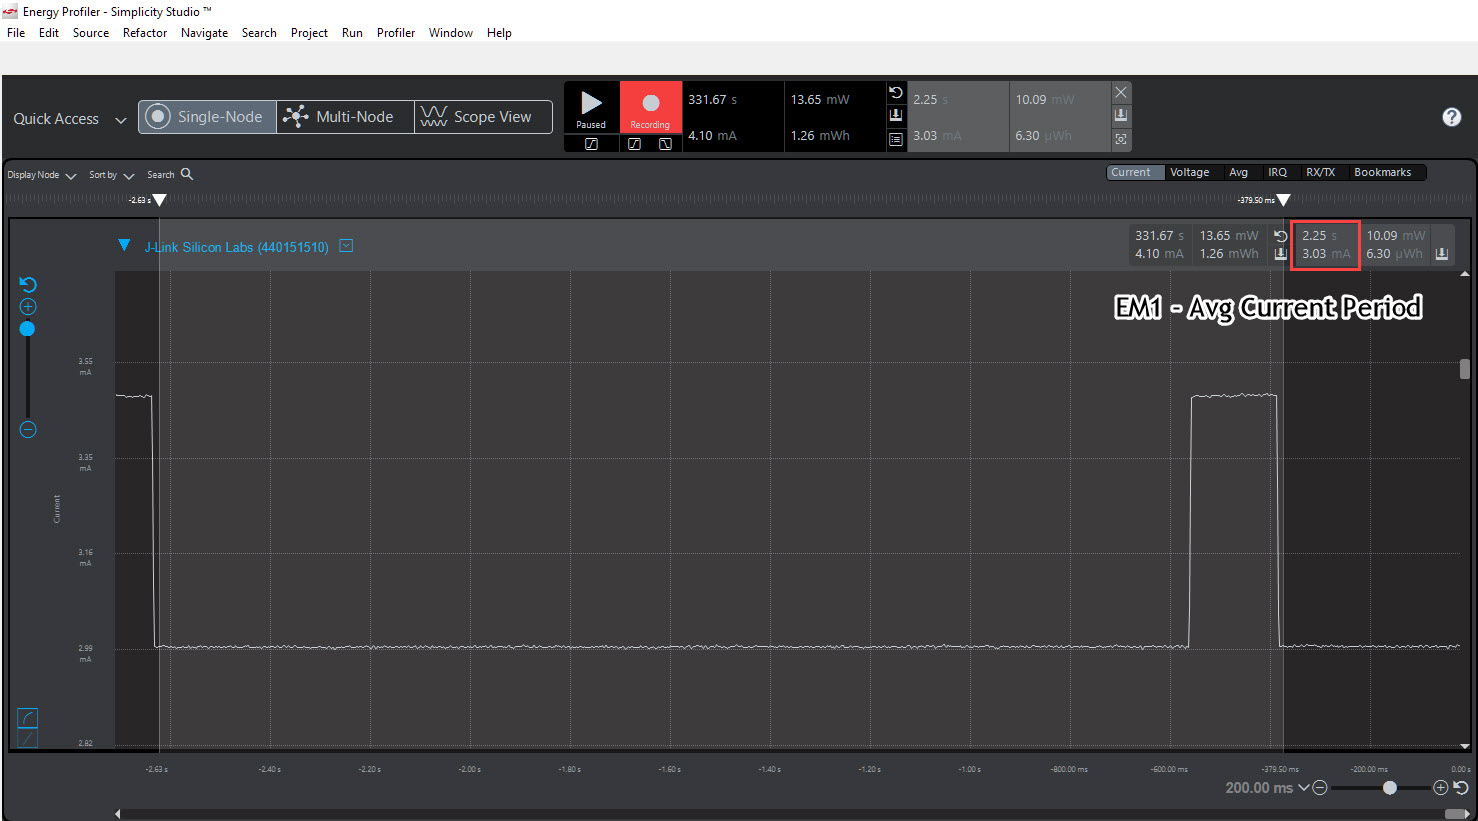 Energy Profiler - Simplicity Studio ™
File Edit Source Refactor Navigate Search Project Run Profiler Window Help
Quick Access
Single-Node
Multi-Node
Scope View
Paused
Recording
331.67 s
4.10 mA
13.65 mW
1.26 mWh
2.25 s
3.03 mA
10.09 mW
6.30 µWh
?
Display Node
Sort by
Search
Current Voltage Avg IRQ RX/TX Bookmarks
-2.63 s
-379.50 ms
J-Link Silicon Labs (440151510)
331.67 s
4.10 mA
13.65 mW
1.26 mWh
2.25 s
3.03 mA
10.09 mW
6.30 µWh
EM1 - Avg Current Period
3.55
mA
3.35
mA
Current
3.16
mA
2.99
mA
2.82
-2.63 s -2.40 s -2.20 s -2.00 s -1.80 s -1.60 s -1.40 s -1.20 s -1.00 s -800.00 ms -600.00 ms -379.50 ms -200.00 ms 0.00 s
200.00 ms